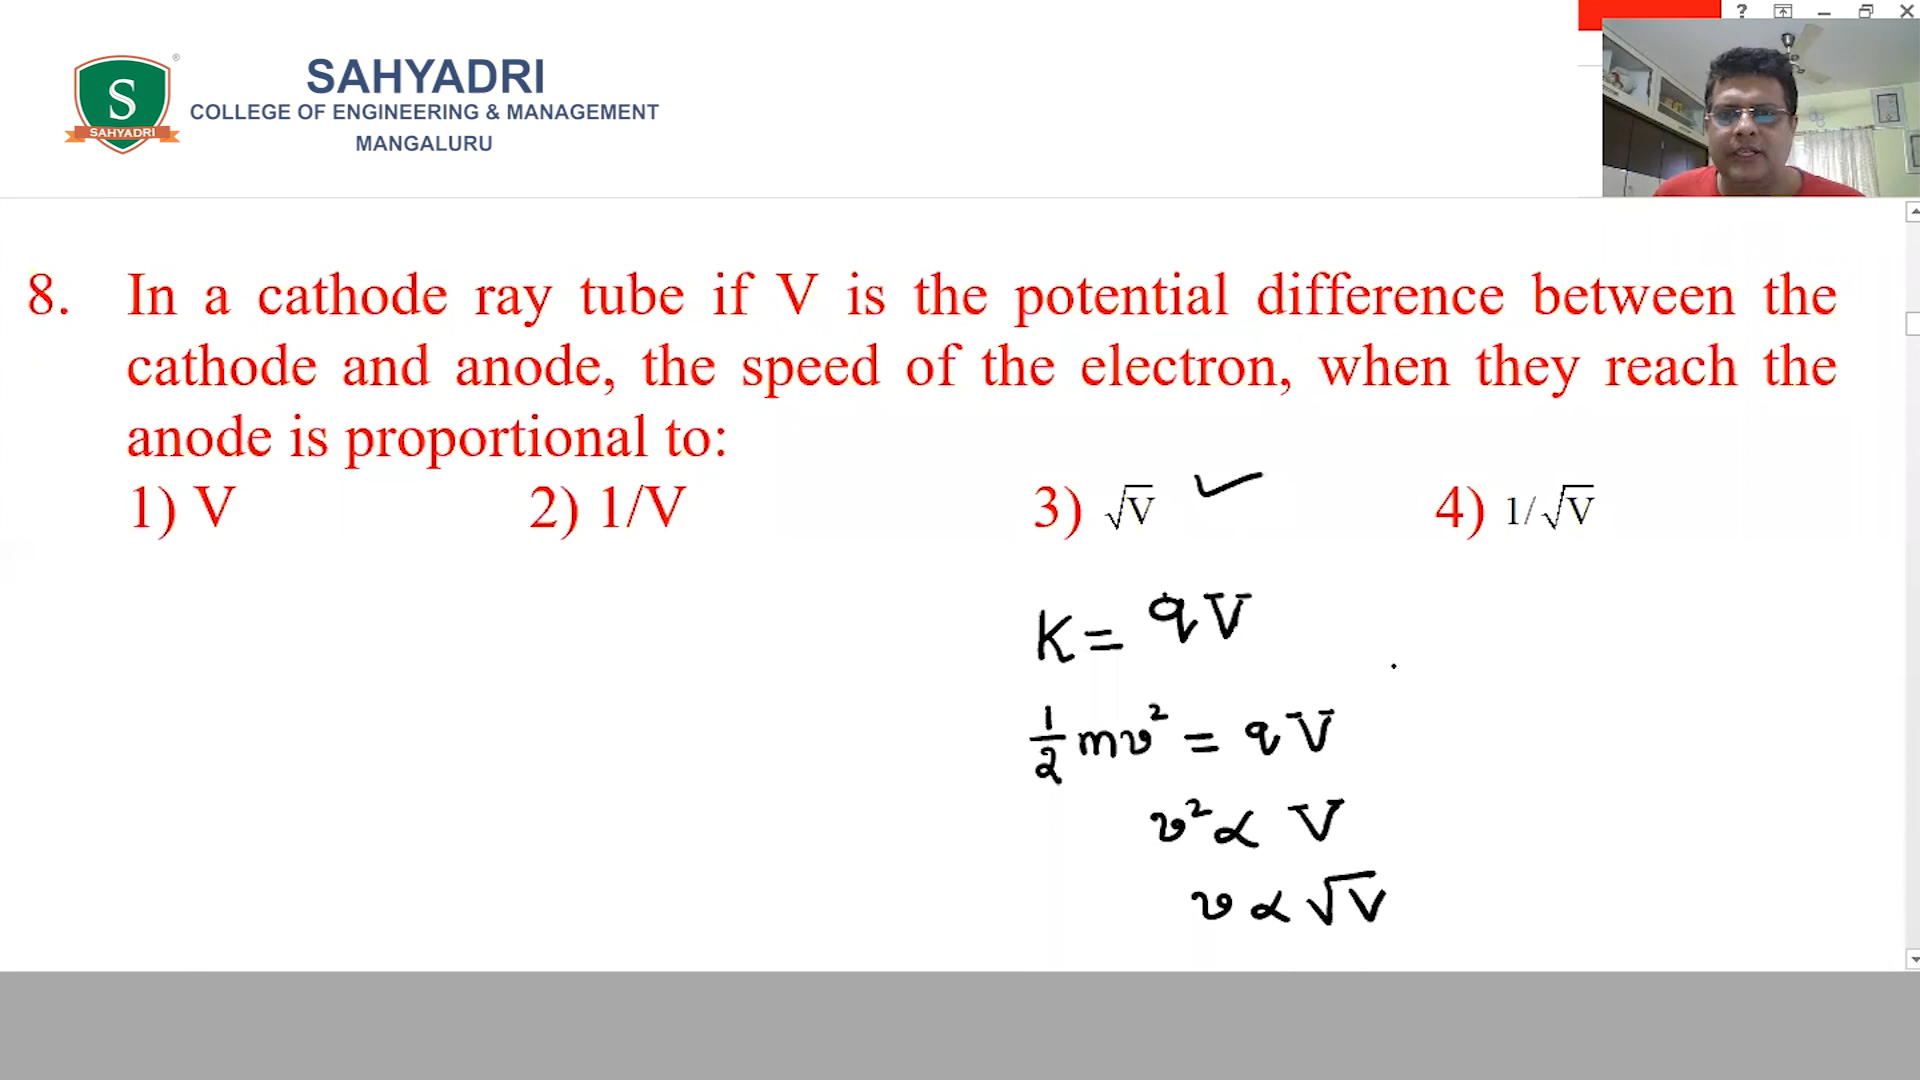 ?
S
SAHYADRI
®
SAHYADRI
COLLEGE OF ENGINEERING & MANAGEMENT
MANGALURU
8. In a cathode ray tube if V is the potential difference between the
cathode and anode, the speed of the electron, when they reach the
anode is proportional to:
1) V 2) 1/V 3) √V ✓ 4) 1/√V
K = qV
1/2 mv² = qV
v² ∝ V
v ∝ √V